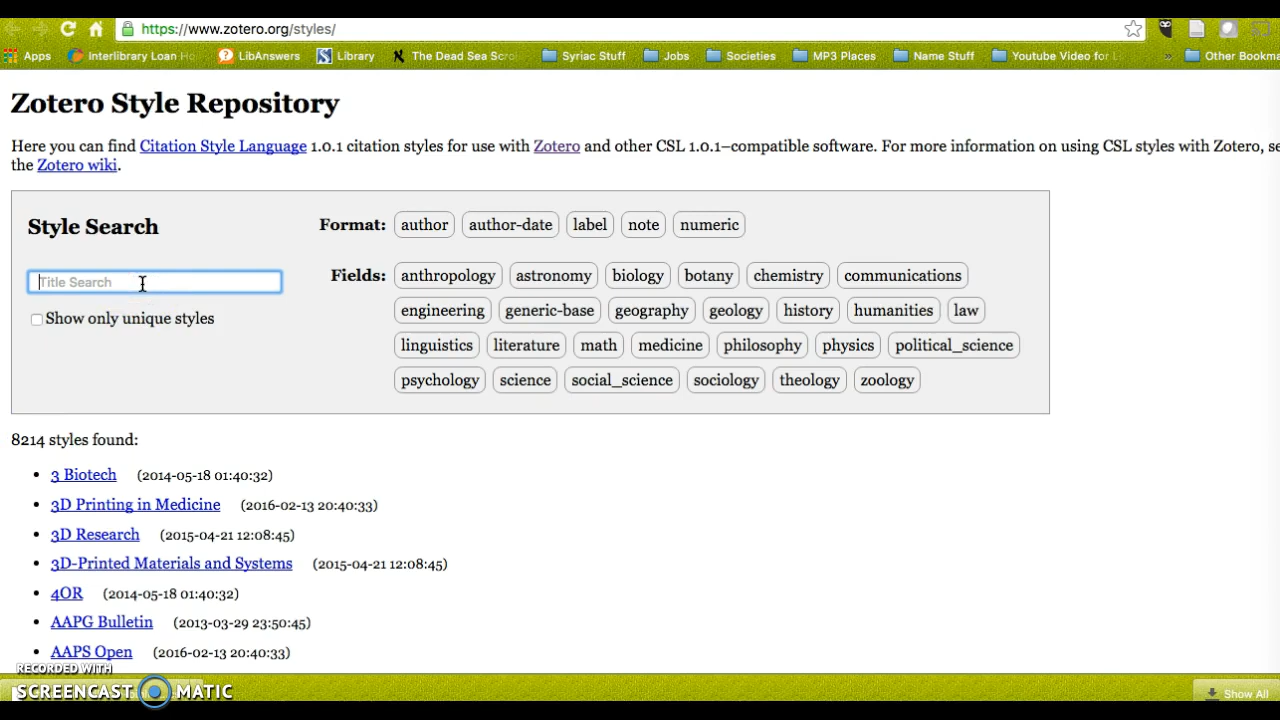 https://www.zotero.org/styles/
Apps Interlibrary Loan Ho LibAnswers Library The Dead Sea Scro Syriac Stuff Jobs Societies MP3 Places Name Stuff Youtube Video for L » Other Bookma
Zotero Style Repository
Here you can find Citation Style Language 1.0.1 citation styles for use with Zotero and other CSL 1.0.1–compatible software. For more information on using CSL styles with Zotero, se
the Zotero wiki.
Style Search Format: author author-date label note numeric
Title Search Fields: anthropology astronomy biology botany chemistry communications
Show only unique styles engineering generic-base geography geology history humanities law
linguistics literature math medicine philosophy physics political_science
psychology science social_science sociology theology zoology
8214 styles found:
• 3 Biotech (2014-05-18 01:40:32)
• 3D Printing in Medicine (2016-02-13 20:40:33)
• 3D Research (2015-04-21 12:08:45)
• 3D-Printed Materials and Systems (2015-04-21 12:08:45)
• 4OR (2014-05-18 01:40:32)
• AAPG Bulletin (2013-03-29 23:50:45)
• AAPS Open (2016-02-13 20:40:33)
RECORDED WITH
SCREENCAST MATIC
Show All